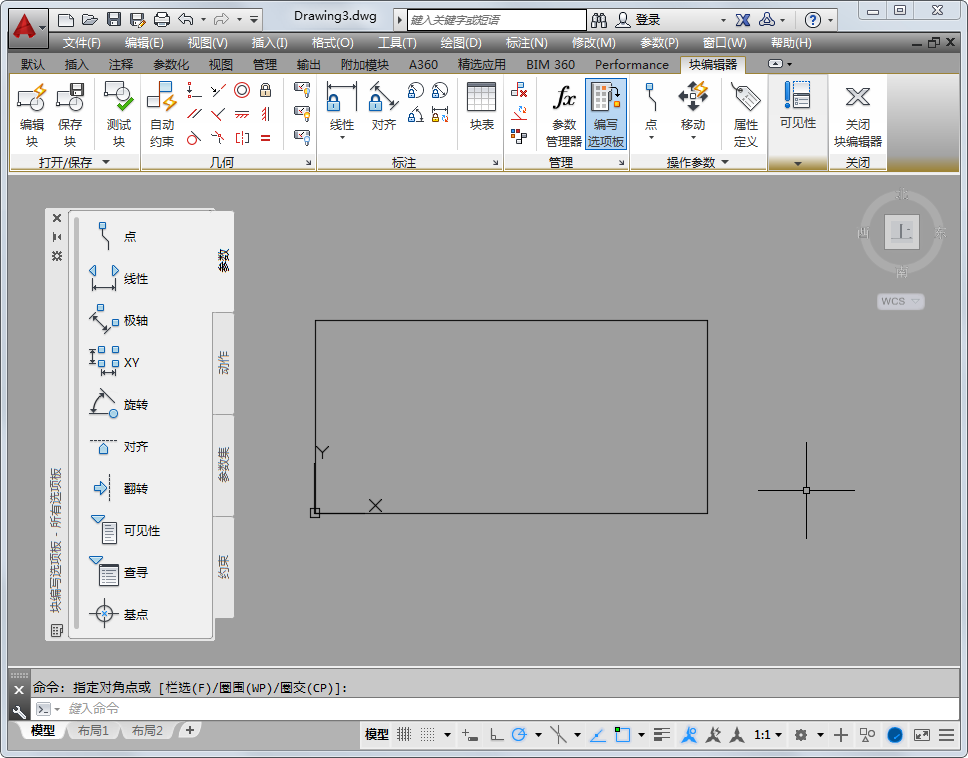 Drawing3.dwg
键入关键字或短语
登录
文件(F) 编辑(E) 视图(V) 插入(I) 格式(O) 工具(T) 绘图(D) 标注(N) 修改(M) 参数(P) 窗口(W) 帮助(H)
默认 插入 注释 参数化 视图 管理 输出 附加模块 A360 精选应用 BIM 360 Performance 块编辑器
编辑块
保存块
测试块
自动约束
线性
对齐
块表
fx
参数管理器
编写选项板
点
移动
属性定义
可见性
关闭块编辑器
打开/保存 几何 标注 管理 操作参数 关闭
点
线性
极轴
XY
旋转
对齐
翻转
可见性
查寻
基点
参数
动作
参数集
约束
块编写选项板 - 所有选项板
北
西
上
东
南
WCS
Y
X
命令: 指定对角点或 [栏选(F)/圈围(WP)/圈交(CP)]:
键入命令
模型 布局1 布局2 +
模型 1:1